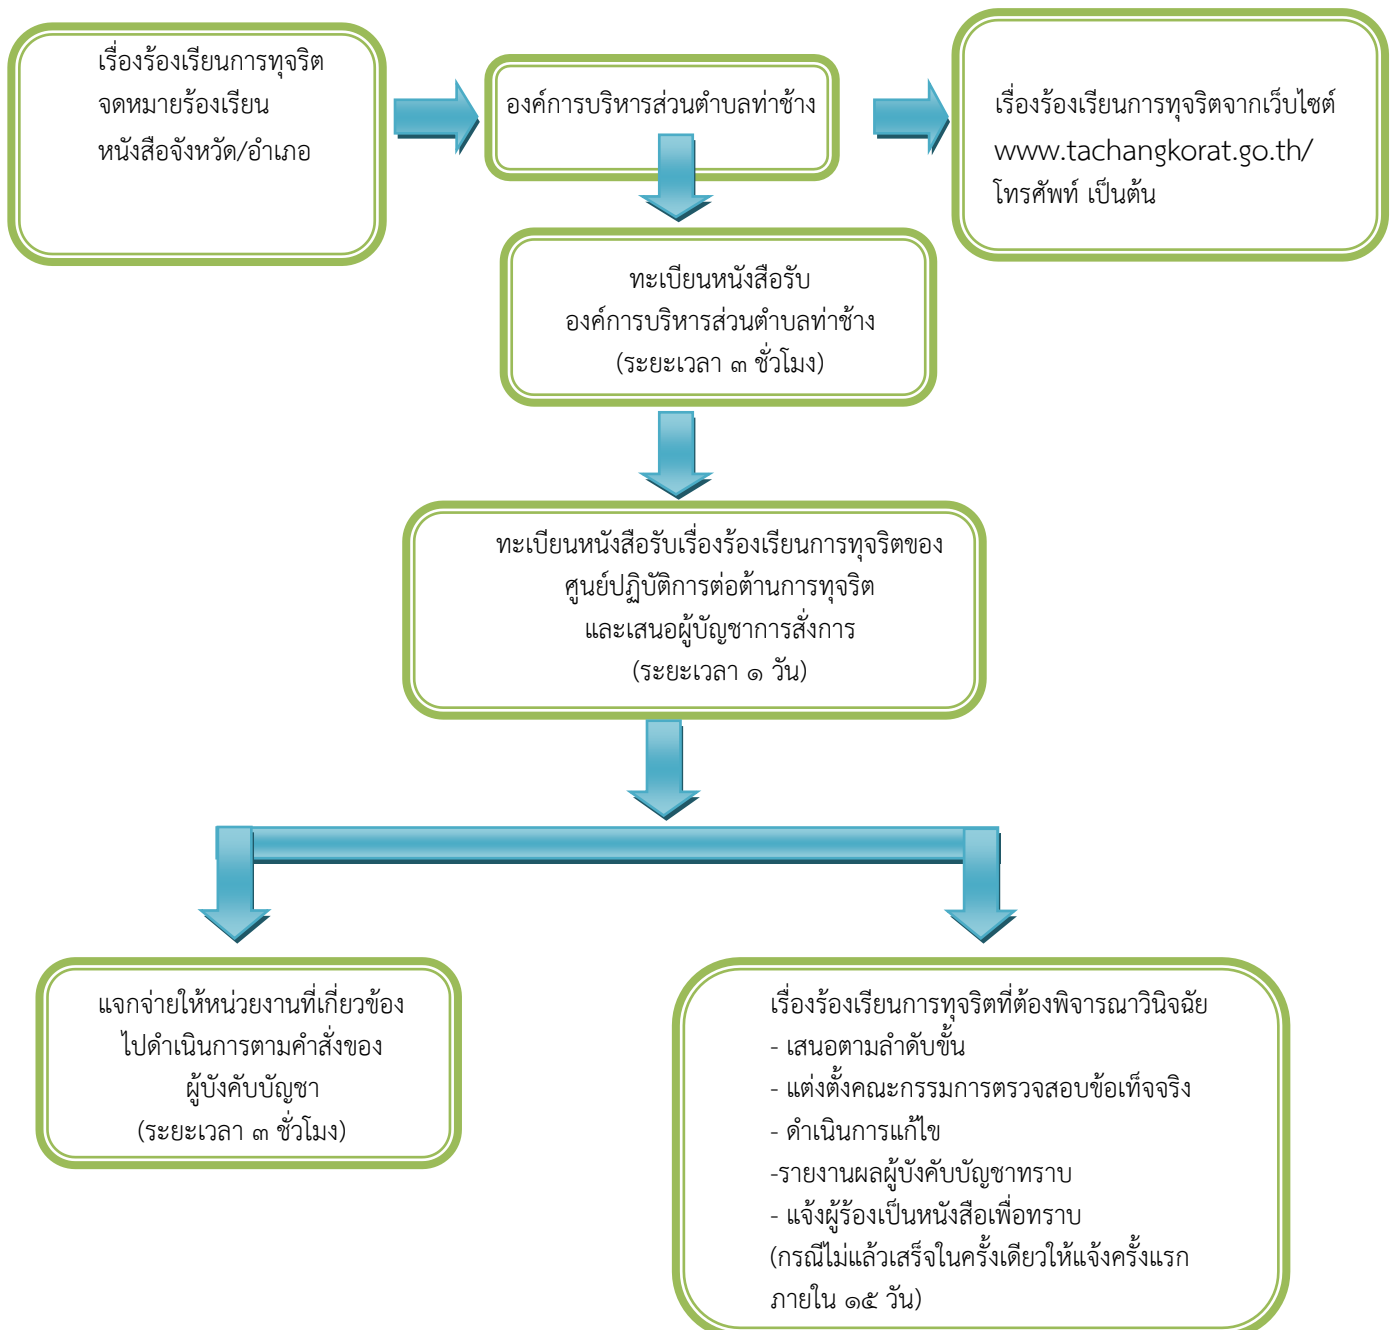 เรื่องร้องเรียนการทุจริต
จดหมายร้องเรียน
หนังสือจังหวัด/อำเภอ
องค์การบริหารส่วนตำบลท่าช้าง
เรื่องร้องเรียนการทุจริตจากเว็บไซต์
www.tachangkorat.go.th/
โทรศัพท์ เป็นต้น
ทะเบียนหนังสือรับ
องค์การบริหารส่วนตำบลท่าช้าง
(ระยะเวลา ๓ ชั่วโมง)
ทะเบียนหนังสือรับเรื่องร้องเรียนการทุจริตของ
ศูนย์ปฏิบัติการต่อต้านการทุจริต
และเสนอผู้บัญชาการสั่งการ
(ระยะเวลา ๑ วัน)
แจกจ่ายให้หน่วยงานที่เกี่ยวข้อง
ไปดำเนินการตามคำสั่งของ
ผู้บังคับบัญชา
(ระยะเวลา ๓ ชั่วโมง)
เรื่องร้องเรียนการทุจริตที่ต้องพิจารณาวินิจฉัย
- เสนอตามลำดับขั้น
- แต่งตั้งคณะกรรมการตรวจสอบข้อเท็จจริง
- ดำเนินการแก้ไข
-รายงานผลผู้บังคับบัญชาทราบ
- แจ้งผู้ร้องเป็นหนังสือเพื่อทราบ
(กรณีไม่แล้วเสร็จในครั้งเดียวให้แจ้งครั้งแรก
ภายใน ๑๕ วัน)